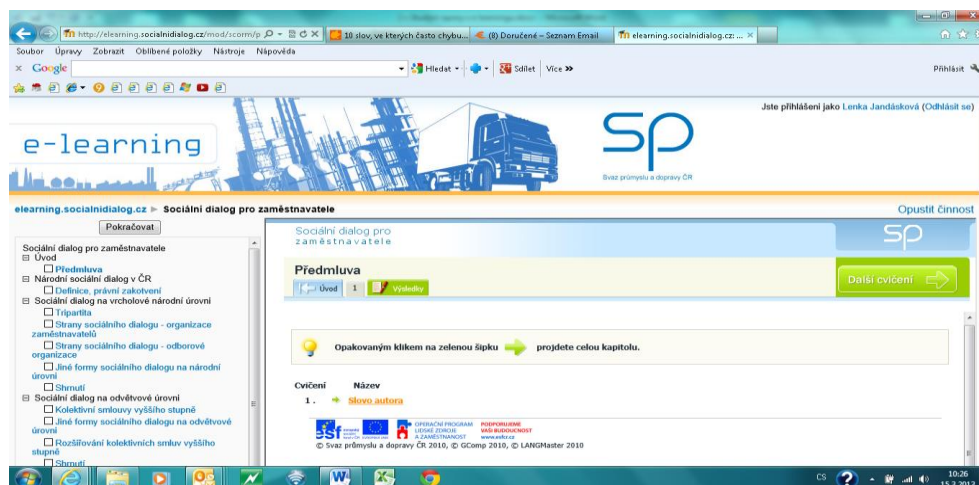 http://elearning.socialnidialog.cz/mod/scorm/p
10 slov, ve kterých často chybu...
(8) Doručené – Seznam Email
elearning.socialnidialog.cz: ...
Soubor Úpravy Zobrazit Oblíbené položky Nástroje Nápověda
Google
Hledat
Sdílet
Více »
Přihlásit
Jste přihlášeni jako Lenka Jandásková (Odhlásit se)
e-learning
SP
Svaz průmyslu a dopravy ČR
elearning.socialnidialog.cz ► Sociální dialog pro zaměstnavatele
Opustit činnost
Pokračovat
Sociální dialog pro zaměstnavatele
Úvod
Předmluva
Národní sociální dialog v ČR
Definice, právní zakotvení
Sociální dialog na vrcholové národní úrovni
Tripartita
Strany sociálního dialogu - organizace
zaměstnavatelů
Strany sociálního dialogu - odborové
organizace
Jiné formy sociálního dialogu na národní
úrovni
Shrnutí
Sociální dialog na odvětvové úrovni
Kolektivní smlouvy vyššího stupně
Jiné formy sociálního dialogu na odvětvové
úrovni
Rozšiřování kolektivních smluv vyššího
stupně
Shrnutí
Sociální dialog pro
zaměstnavatele
SP
Předmluva
Úvod 1 Výsledky
Další cvičení
Opakovaným klikem na zelenou šipku projdete celou kapitolu.
Cvičení Název
1 . Slovo autora
esf
OPERAČNÍ PROGRAM
LIDSKÉ ZDROJE
A ZAMĚSTNANOST
PODPORUJEME
VAŠI BUDOUCNOST
www.esfcr.cz
© Svaz průmyslu a dopravy ČR 2010, © GComp 2010, © LANGMaster 2010
CS
10:26